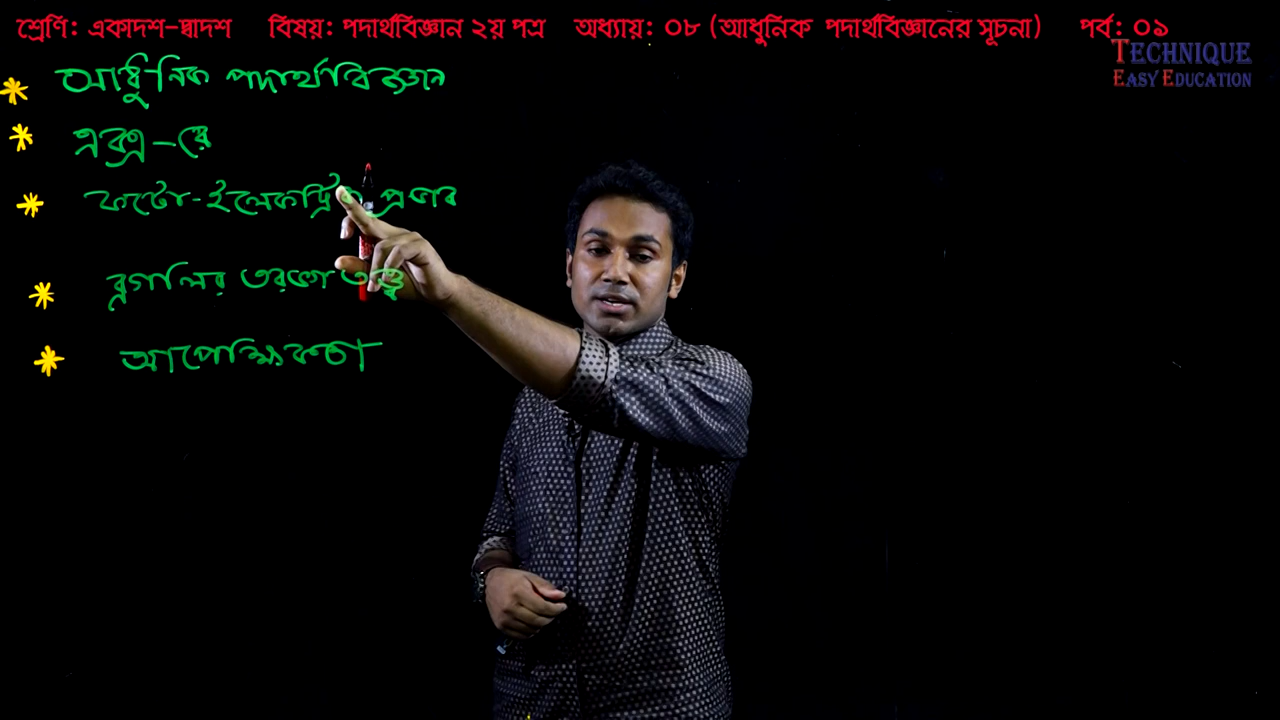 শ্রেণি: একাদশ-দ্বাদশ বিষয়: পদার্থবিজ্ঞান ২য় পত্র অধ্যায়: ০৮ (আধুনিক পদার্থবিজ্ঞানের সূচনা) পর্ব: ০১
TECHNIQUE
EASY EDUCATION
আধুনিক পদার্থবিজ্ঞান
এক্স-রে
ফটো-ইলেকট্রিক প্রভাব
তরঙ্গ তত্ত্ব
আপেক্ষিকতা